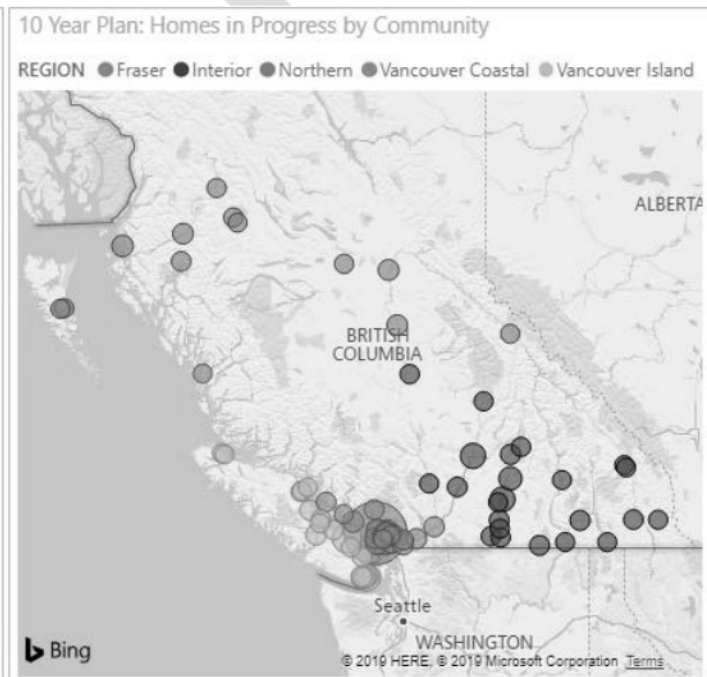 10 Year Plan: Homes in Progress by Community
REGION Fraser Interior Northern Vancouver Coastal Vancouver Island
ALBERTA
BRITISH
COLUMBIA
Seattle
WASHINGTON
Bing
© 2019 HERE, © 2019 Microsoft Corporation Terms